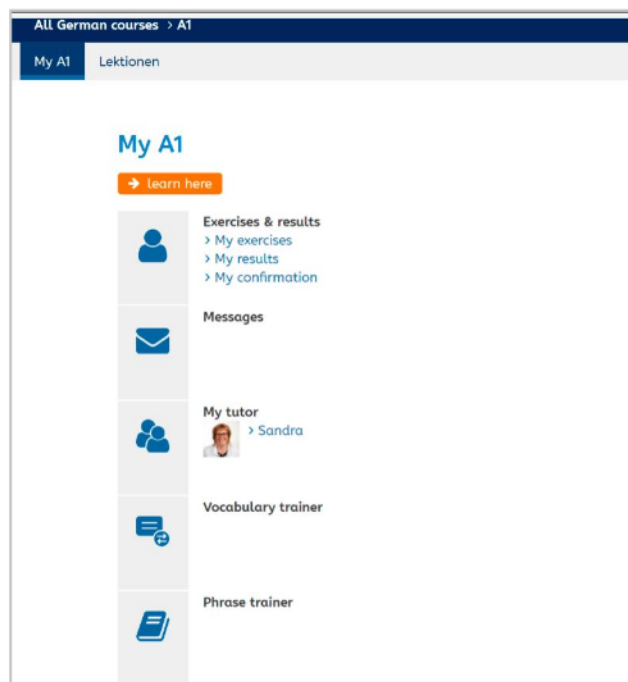 All German courses > A1
My A1 Lektionen
My A1
→ learn here
Exercises & results
> My exercises
> My results
> My confirmation
Messages
My tutor
> Sandra
Vocabulary trainer
Phrase trainer